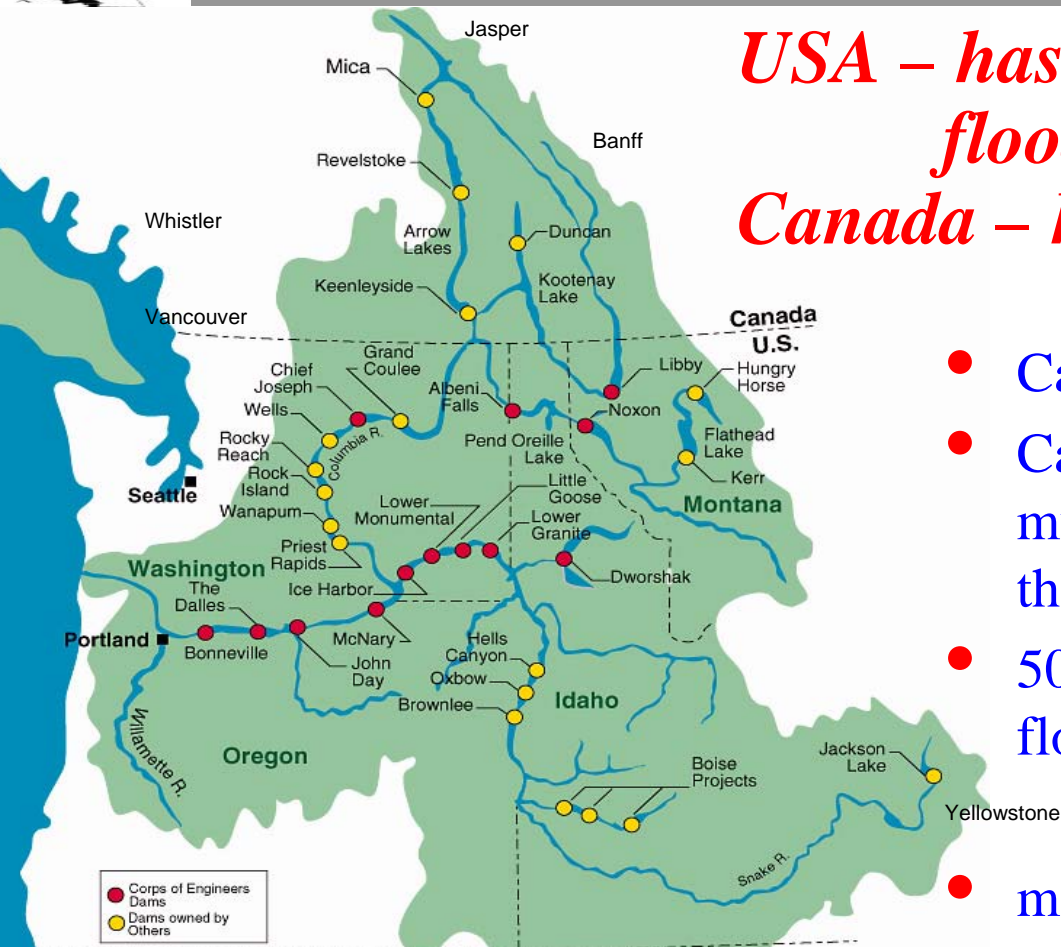 Jasper
USA – has
Mica
floo
Banff
Revelstoke
Canada –
Whistler
Arrow
Lakes
Duncan
Keenleyside
Kootenay
Lake
Vancouver
Canada
U.S.
Grand
Coulee
Chief
Joseph
Albeni
Falls
Libby
Hungry
Horse
• Ca
Wells
Noxon
Columbia R.
Rocky
Reach
Pend Oreille
Lake
Flathead
Lake
• Ca
Rock
Island
Kerr
Seattle
Little
Goose
Lower
Monumental
Montana
Wanapum
Lower
Granite
m
Priest
Rapids
Washington
Ice Harbor
Dworshak
th
The
Dalles
Portland
Bonneville
McNary
John
Day
Hells
Canyon
Oxbow
Brownlee
Idaho
• 50
flo
Willamette R.
Oregon
Boise
Projects
Jackson
Lake
Yellowstone
Snake R.
• m
Corps of Engineers
Dams
Dams owned by
Others